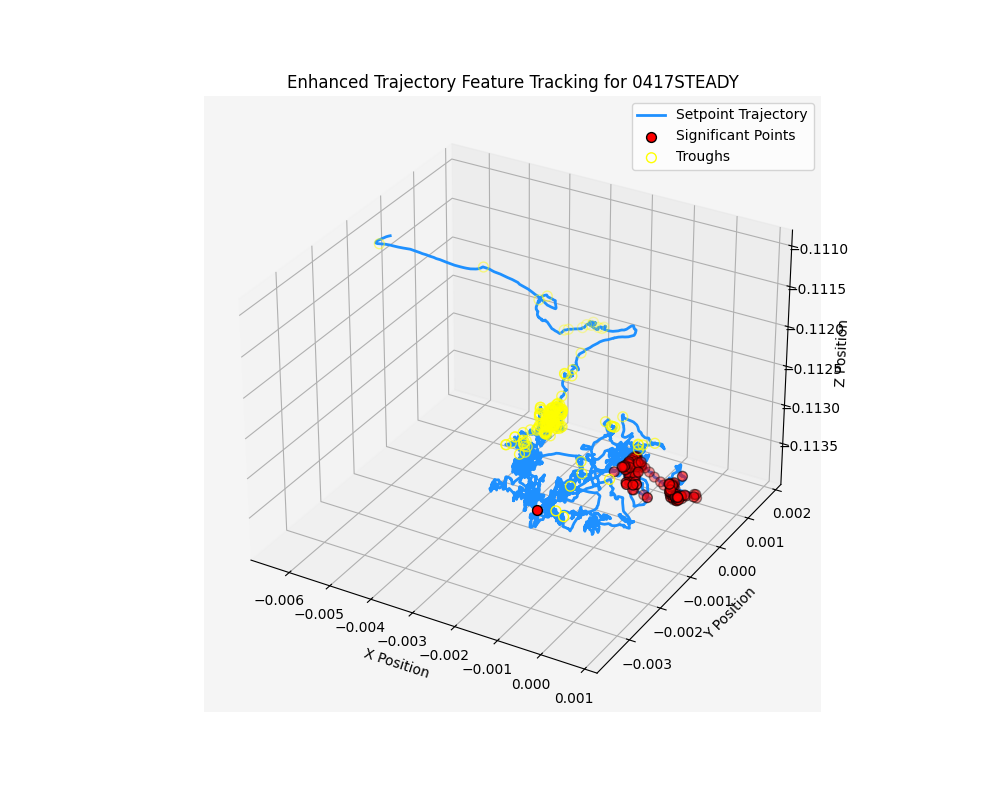 Enhanced Trajectory Feature Tracking for 0417STEADY
Setpoint Trajectory
Significant Points
Troughs
−0.1110
−0.1115
−0.1120
−0.1125
−0.1130
−0.1135
Z Position
0.002
0.001
0.000
−0.001
−0.002
−0.003
Y Position
−0.006
−0.005
−0.004
−0.003
−0.002
−0.001
0.000
0.001
X Position